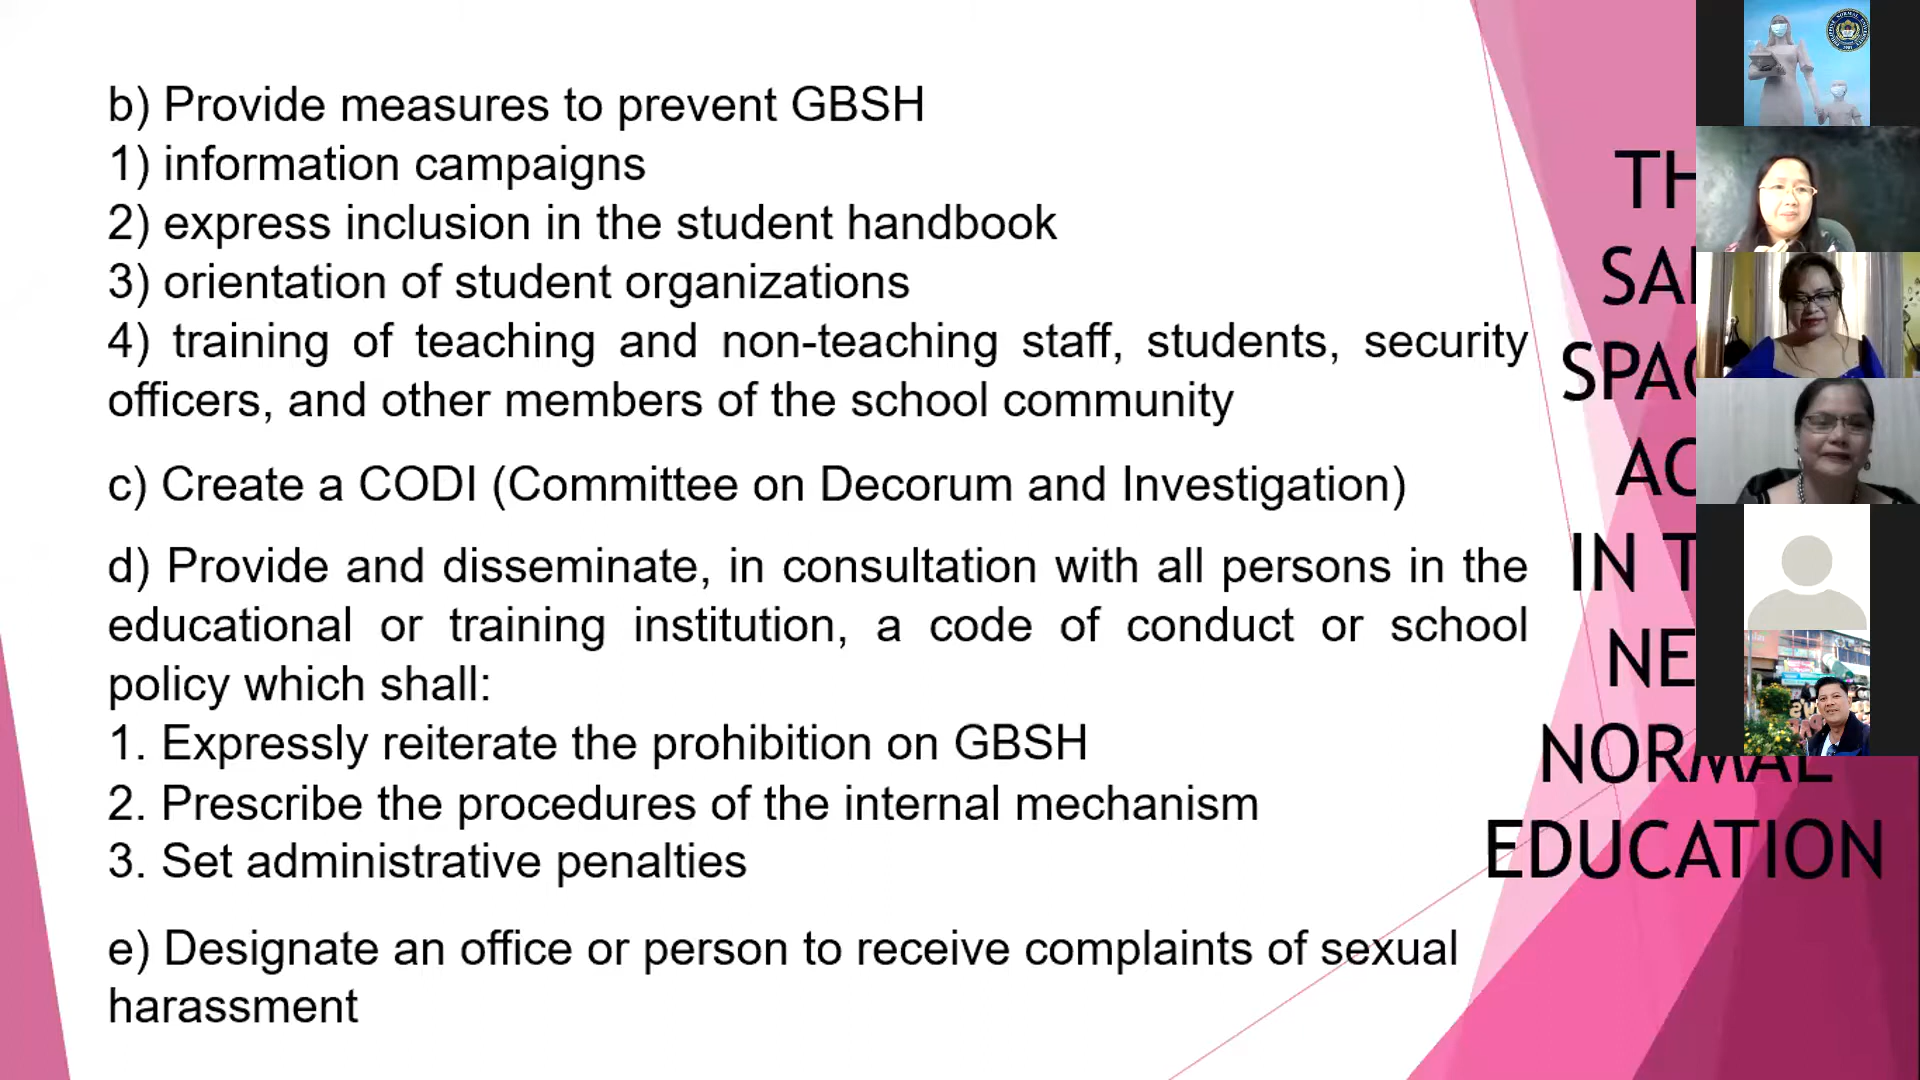 b) Provide measures to prevent GBSH
1) information campaigns
2) express inclusion in the student handbook
3) orientation of student organizations
4) training of teaching and non-teaching staff, students, security
officers, and other members of the school community
c) Create a CODI (Committee on Decorum and Investigation)
d) Provide and disseminate, in consultation with all persons in the
educational or training institution, a code of conduct or school
policy which shall:
1. Expressly reiterate the prohibition on GBSH
2. Prescribe the procedures of the internal mechanism
3. Set administrative penalties
e) Designate an office or person to receive complaints of sexual
harassment
TH
SA
SPAC
AC
IN T
NE
NORMAL
EDUCATION